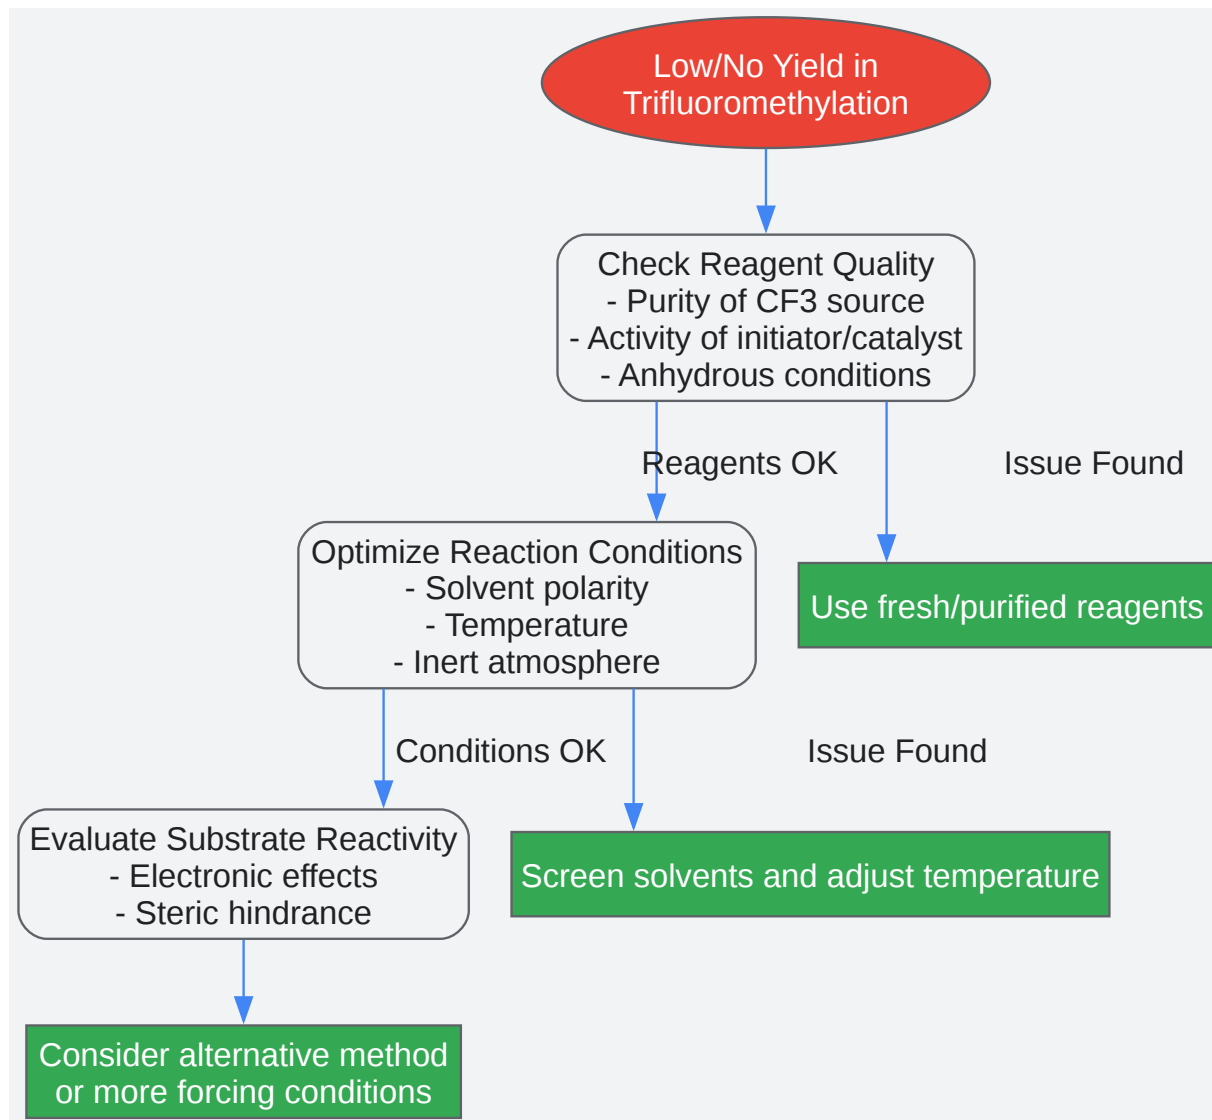 Low/No Yield in
Trifluoromethylation
Check Reagent Quality
- Purity of CF3 source
- Activity of initiator/catalyst
- Anhydrous conditions
Reagents OK
Issue Found
Optimize Reaction Conditions
- Solvent polarity
- Temperature
- Inert atmosphere
Use fresh/purified reagents
Conditions OK
Issue Found
Evaluate Substrate Reactivity
- Electronic effects
- Steric hindrance
Screen solvents and adjust temperature
Consider alternative method
or more forcing conditions